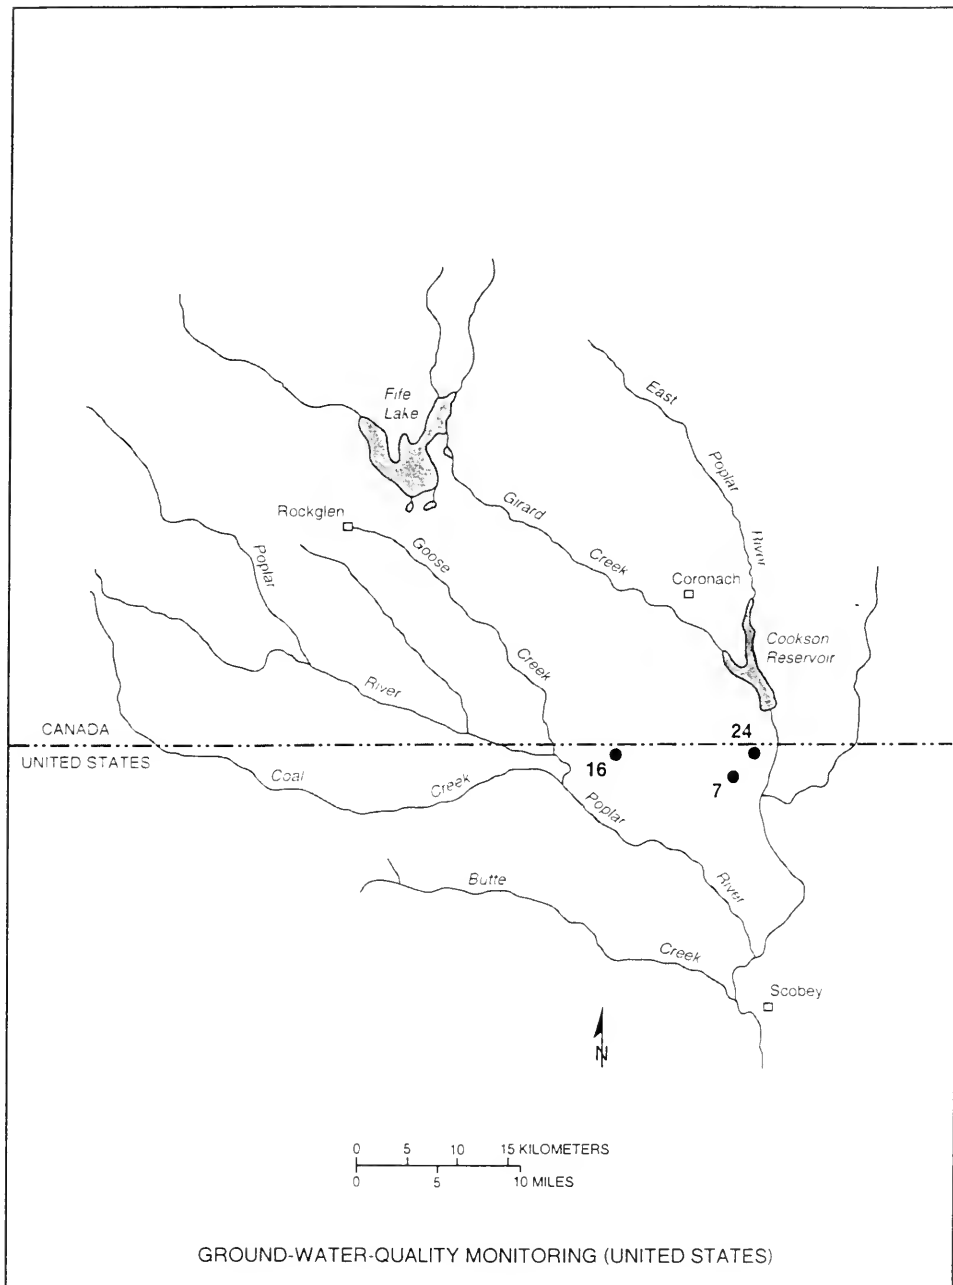 Fife
Lake
East
Poplar
River
Rockglen
Girard
Creek
Goose
Creek
Poplar
River
Coronach
Cookson
Reservoir
CANADA
UNITED STATES
24
16
7
Coal
Creek
Poplar
River
Butte
Creek
Scobey
N
0 5 10 15 KILOMETERS
0 5 10 MILES
GROUND-WATER-QUALITY MONITORING (UNITED STATES)